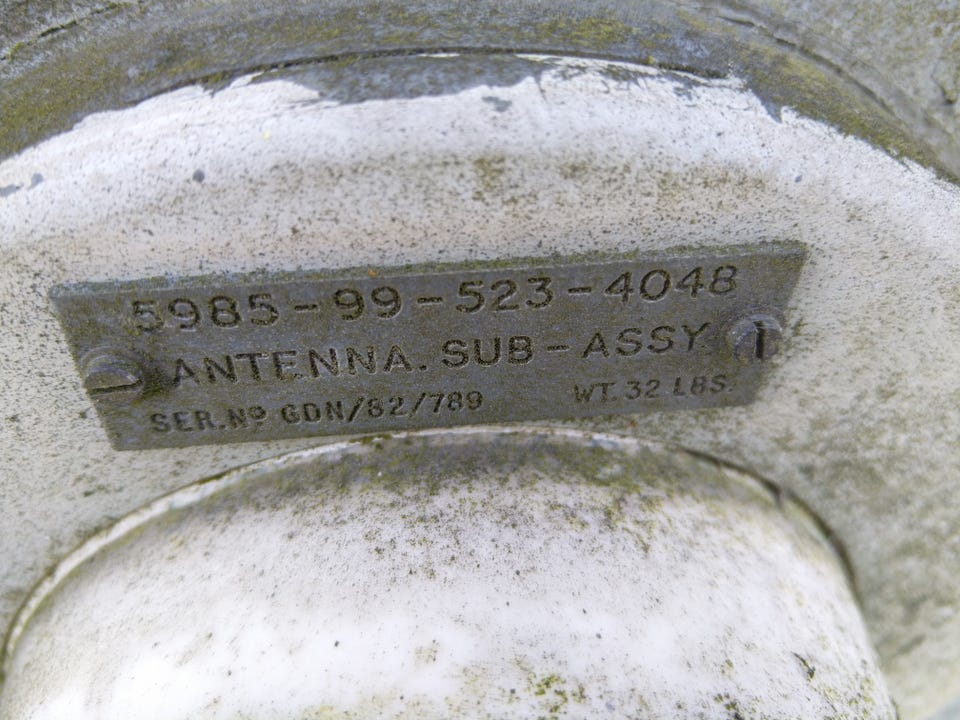 5985-99-523-4048
ANTENNA. SUB-ASSY.
SER. Nº GDN/82/789 WT. 32 LBS.